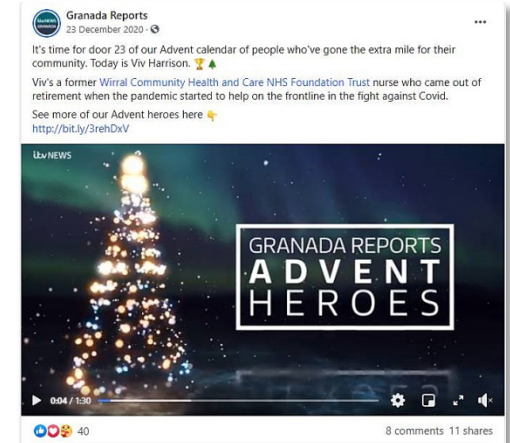 Granada Reports
23 December 2020 ·
It's time for door 23 of our Advent calendar of people who've gone the extra mile for their
community. Today is Viv Harrison.
Viv's a former Wirral Community Health and Care NHS Foundation Trust nurse who came out of
retirement when the pandemic started to help on the frontline in the fight against Covid.
See more of our Advent heroes here
http://bit.ly/3rehDxV
itv NEWS
GRANADA REPORTS
ADVENT
HEROES
0:04 / 1:30
40
8 comments 11 shares